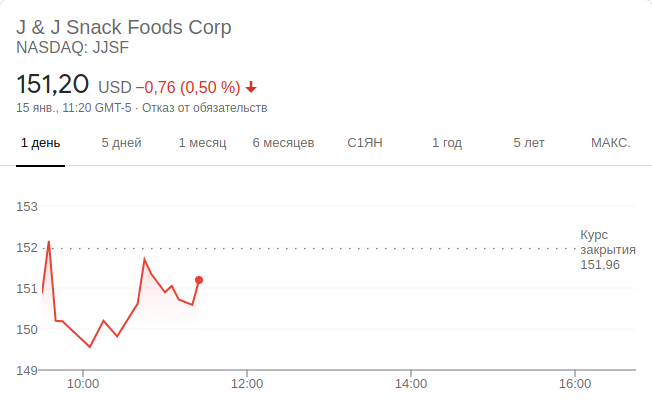 J & J Snack Foods Corp
NASDAQ: JJSF
151,20 USD −0,76 (0,50 %)
15 янв., 11:20 GMT-5 · Отказ от обязательств
1 день 5 дней 1 месяц 6 месяцев С1ЯН 1 год 5 лет МАКС.
153
152
151
150
149
Курс
закрытия
151,96
10:00 12:00 14:00 16:00